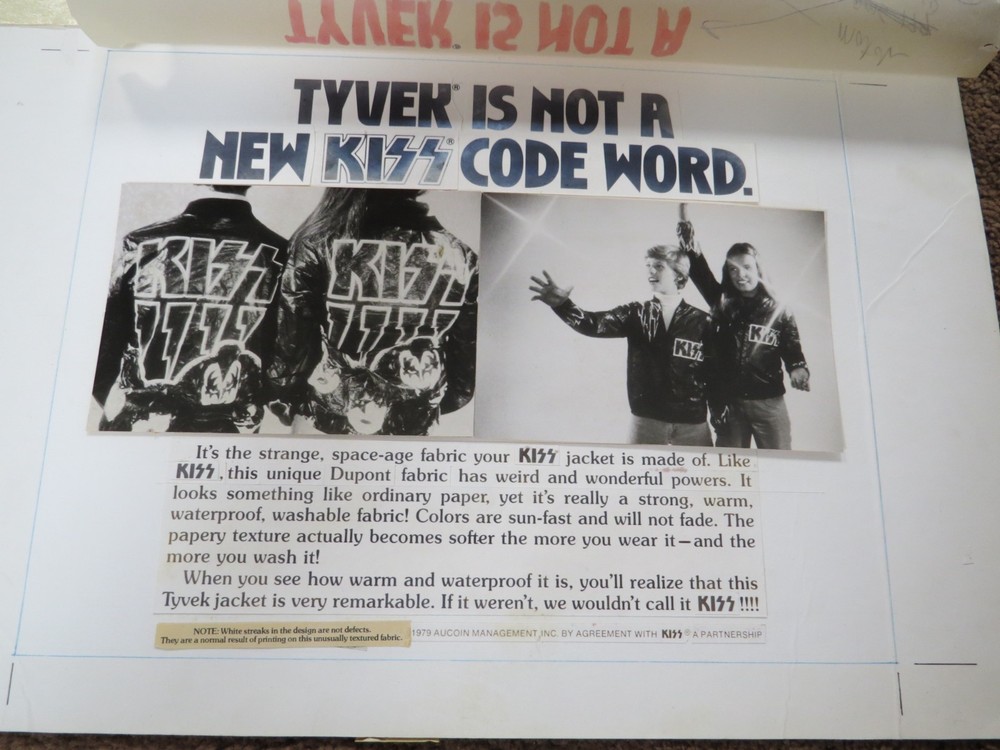 TYVEK® IS NOT A
TYVEK® IS NOT A
NEW KISS® CODE WORD.
KISS KISS
KISS KISS
It's the strange, space-age fabric your KISS jacket is made of. Like
KISS, this unique Dupont fabric has weird and wonderful powers. It
looks something like ordinary paper, yet it's really a strong, warm,
waterproof, washable fabric! Colors are sun-fast and will not fade. The
papery texture actually becomes softer the more you wear it—and the
more you wash it!
When you see how warm and waterproof it is, you'll realize that this
Tyvek jacket is very remarkable. If it weren't, we wouldn't call it KISS !!!!
NOTE: White streaks in the design are not defects.
They are a normal result of printing on this unusually textured fabric.
1979 AUCOIN MANAGEMENT, INC. BY AGREEMENT WITH KISS® A PARTNERSHIP